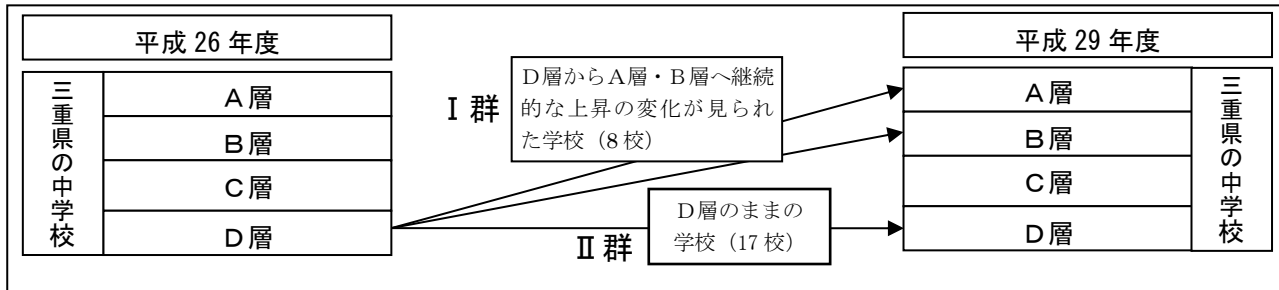 平成 26 年度
三重県の中学校
A層
B層
C層
D層
Ⅰ群
D層からA層・B層へ継続
的な上昇の変化が見られ
た学校（8 校）
Ⅱ群
D層のままの
学校（17 校）
平成 29 年度
A層
B層
C層
D層
三重県の中学校